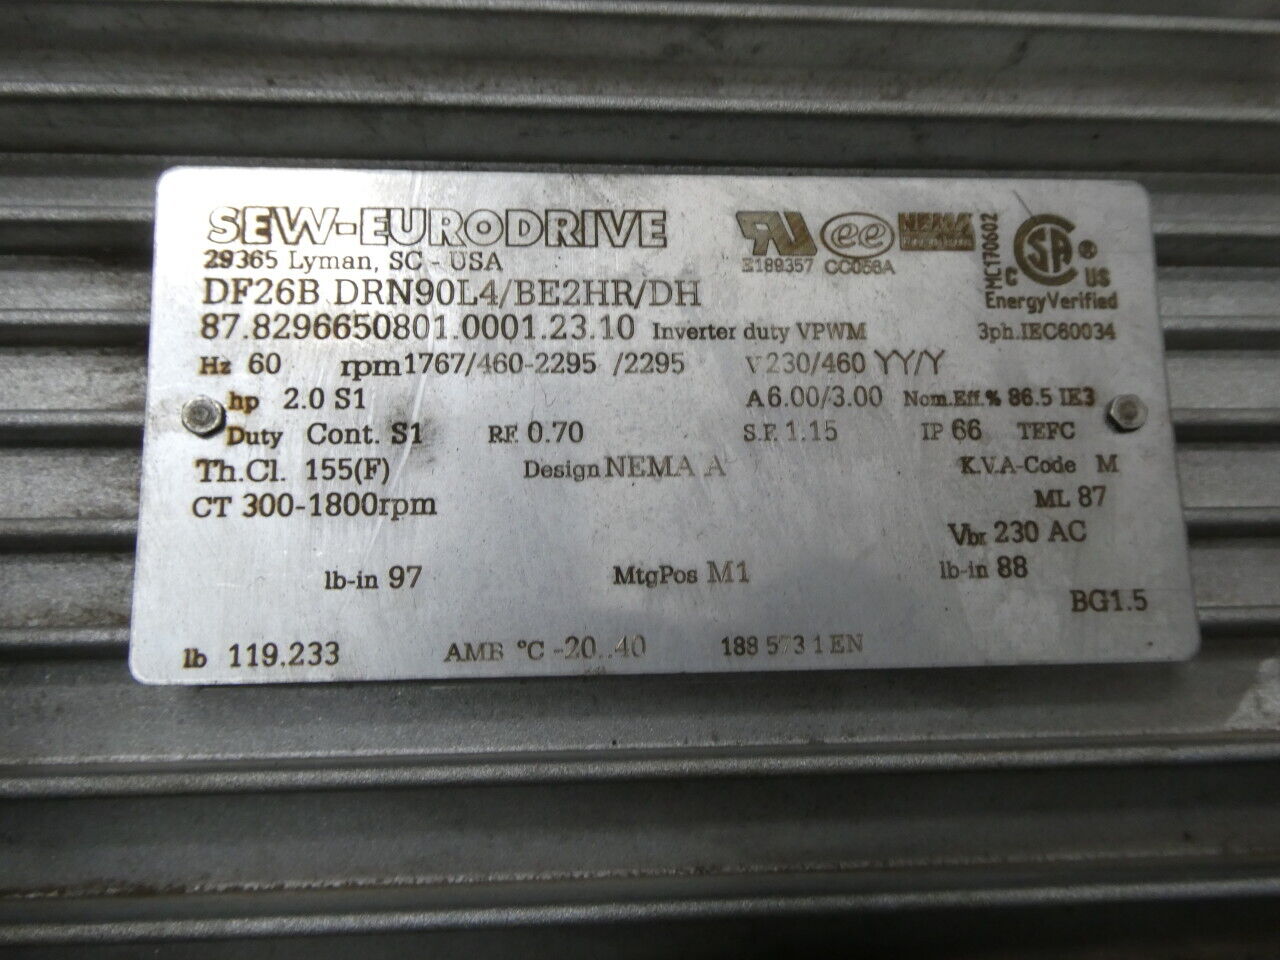 SEW-EURODRIVE
29365 Lyman, SC - USA
E189357 CC056A
NEMA Premium
MC170602
C US
EnergyVerified
DF26B DRN90L4/BE2HR/DH
87.8296650801.0001.23.10 Inverter duty VPWM 3ph.IEC60034
Hz 60 rpm 1767/460-2295 /2295 V 230/460 YY/Y
hp 2.0 S1 A 6.00/3.00 Nom.Eff.% 86.5 IE3
Duty Cont. S1 P.F. 0.70 S.F. 1.15 IP 66 TEFC
Th.Cl. 155(F) Design NEMA A K.V.A-Code M
CT 300-1800rpm ML 87
Vbr 230 AC
lb-in 97 MtgPos M1 lb-in 88
BG1.5
lb 119.233 AMB °C -20..40 188 573 1 EN